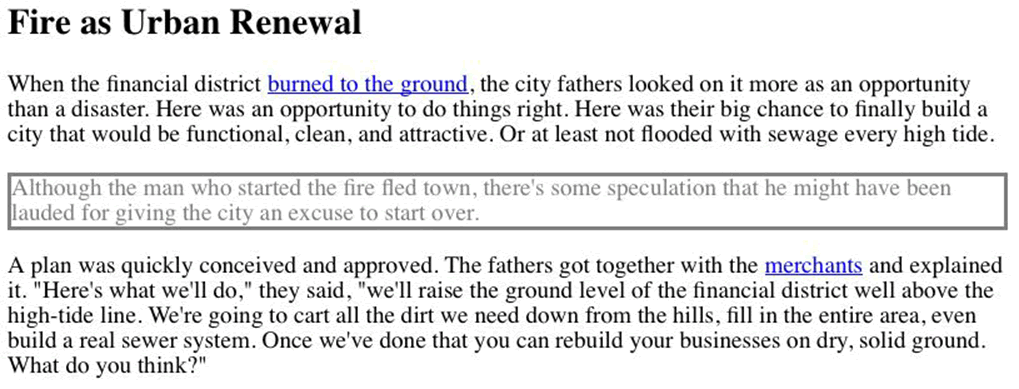 Fire as Urban Renewal
When the financial district burned to the ground, the city fathers looked on it more as an opportunity
than a disaster. Here was an opportunity to do things right. Here was their big chance to finally build a
city that would be functional, clean, and attractive. Or at least not flooded with sewage every high tide.
Although the man who started the fire fled town, there's some speculation that he might have been
lauded for giving the city an excuse to start over.
A plan was quickly conceived and approved. The fathers got together with the merchants and explained
it. "Here's what we'll do," they said, "we'll raise the ground level of the financial district well above the
high-tide line. We're going to cart all the dirt we need down from the hills, fill in the entire area, even
build a real sewer system. Once we've done that you can rebuild your businesses on dry, solid ground.
What do you think?"